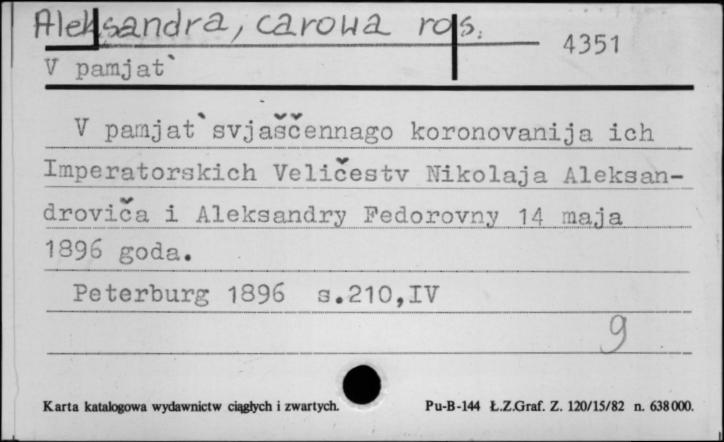 Aleksandra, carowa ros.
4351
V pamjat`
V pamjat`svjaščennago koronovanija ich
Imperatorskich Veličestv Nikolaja Aleksan-
droviča i Aleksandry Fedorovny 14 maja
1896 goda.
Peterburg 1896 s.210,IV
9
Karta katalogowa wydawnictw ciągłych i zwartych. Pu-B-144 Ł.Z.Graf. Z. 120/15/82 n. 638000.